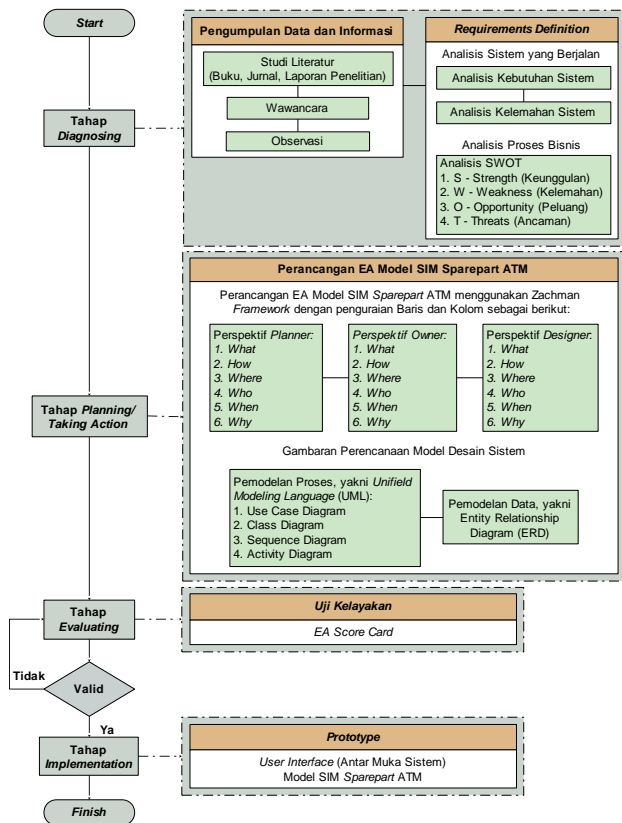 Start
Tahap
Diagnosing
Pengumpulan Data dan Informasi
Studi Literatur
(Buku, Jurnal, Laporan Penelitian)
Wawancara
Observasi
Requirements Definition
Analisis Sistem yang Berjalan
Analisis Kebutuhan Sistem
Analisis Kelemahan Sistem
Analisis Proses Bisnis
Analisis SWOT
1. S - Strength (Keunggulan)
2. W - Weakness (Kelemahan)
3. O - Opportunity (Peluang)
4. T - Threats (Ancaman)
Tahap Planning/
Taking Action
Perancangan EA Model SIM Sparepart ATM
Perancangan EA Model SIM Sparepart ATM menggunakan Zachman
Framework dengan penguraian Baris dan Kolom sebagai berikut:
Perspektif Planner:
1. What
2. How
3. Where
4. Who
5. When
6. Why
Perspektif Owner:
1. What
2. How
3. Where
4. Who
5. When
6. Why
Perspektif Designer:
1. What
2. How
3. Where
4. Who
5. When
6. Why
Gambaran Perencanaan Model Desain Sistem
Pemodelan Proses, yakni Unifield
Modeling Language (UML):
1. Use Case Diagram
2. Class Diagram
3. Sequence Diagram
4. Activity Diagram
Pemodelan Data, yakni
Entity Relationship
Diagram (ERD)
Tahap
Evaluating
Uji Kelayakan
EA Score Card
Tidak
Valid
Ya
Tahap
Implementation
Prototype
User Interface (Antar Muka Sistem)
Model SIM Sparepart ATM
Finish